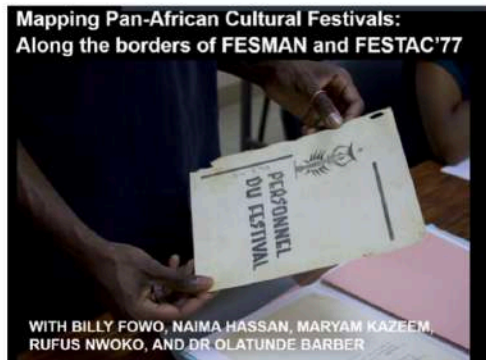 Mapping Pan-African Cultural Festivals:
Along the borders of FESMAN and FESTAC'77
PERSONNEL
DU FESTIVAL
WITH BILLY FOWO, NAIMA HASSAN, MARYAM KAZEEM,
RUFUS NWOKO, AND DR OLATUNDE BARBER